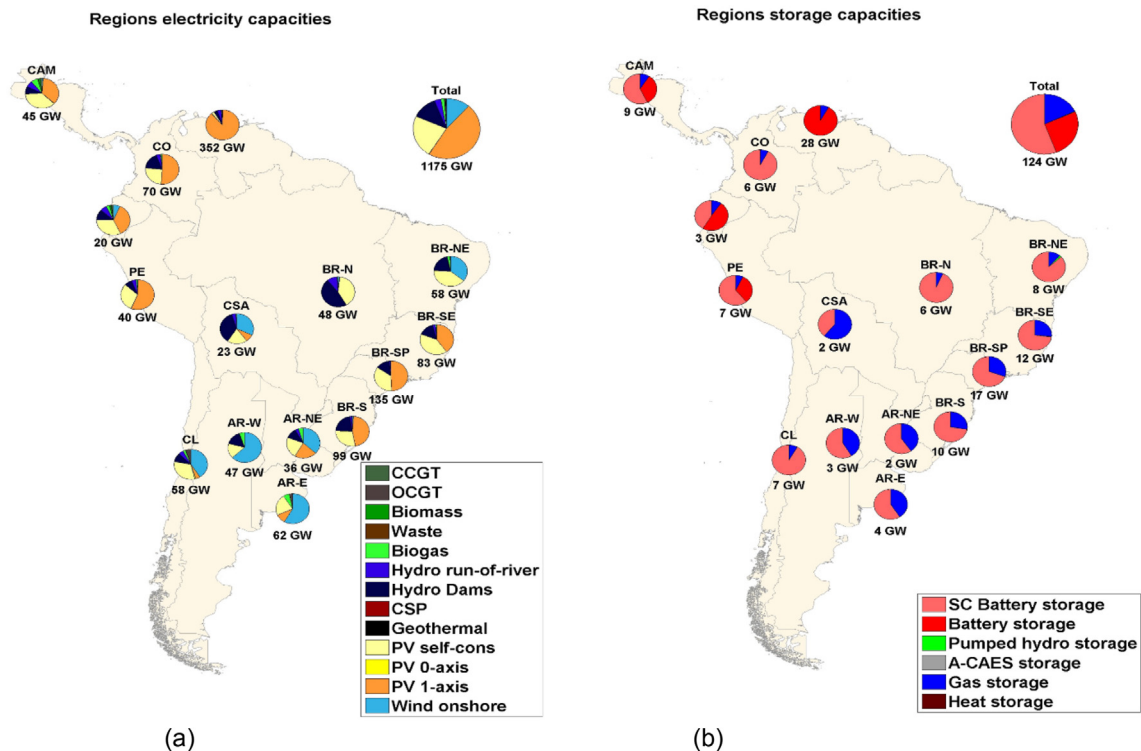 Regions electricity capacities
CAM
45 GW
Total
1175 GW
352 GW
CO
70 GW
20 GW
PE
40 GW
BR-NE
58 GW
BR-N
48 GW
CSA
23 GW
BR-SE
83 GW
BR-SP
135 GW
BR-S
99 GW
AR-NE
36 GW
AR-W
47 GW
CL
58 GW
AR-E
62 GW
CCGT
OCGT
Biomass
Waste
Biogas
Hydro run-of-river
Hydro Dams
CSP
Geothermal
PV self-cons
PV 0-axis
PV 1-axis
Wind onshore
(a)
Regions storage capacities
CAM
9 GW
Total
124 GW
28 GW
CO
6 GW
3 GW
PE
7 GW
BR-NE
8 GW
BR-N
6 GW
CSA
2 GW
BR-SE
12 GW
BR-SP
17 GW
BR-S
10 GW
AR-NE
2 GW
AR-W
3 GW
CL
7 GW
AR-E
4 GW
SC Battery storage
Battery storage
Pumped hydro storage
A-CAES storage
Gas storage
Heat storage
(b)